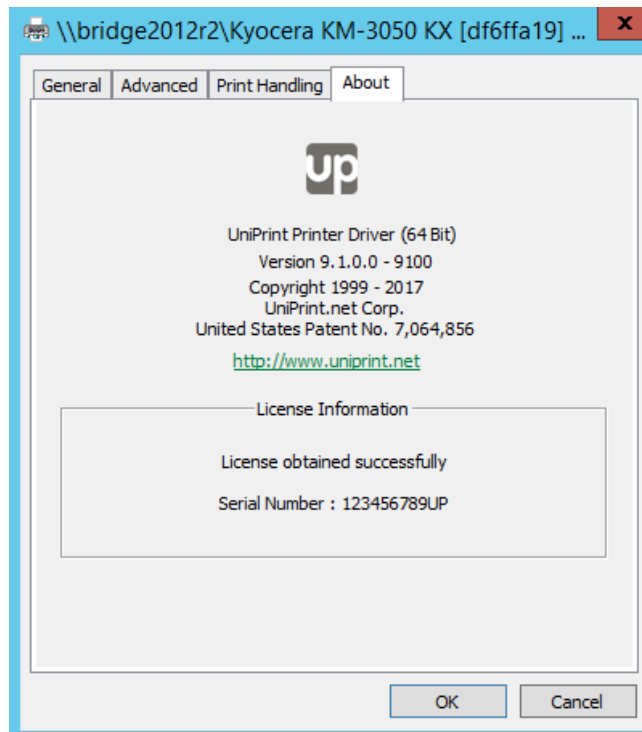 \\bridge2012r2\Kyocera KM-3050 KX [df6ffa19] ...
x
General Advanced Print Handling About
up
UniPrint Printer Driver (64 Bit)
Version 9.1.0.0 - 9100
Copyright 1999 - 2017
UniPrint.net Corp.
United States Patent No. 7,064,856
http://www.uniprint.net
License Information
License obtained successfully
Serial Number : 123456789UP
OK Cancel